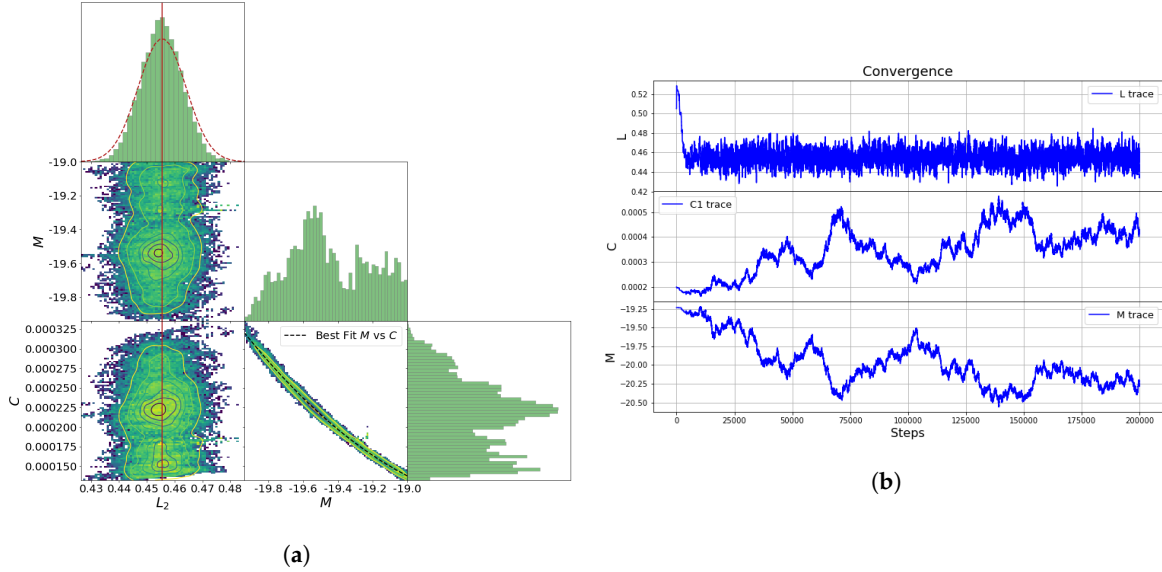 -19.0
-19.2
-19.4
-19.6
-19.8
M
0.000325
0.000300
0.000275
0.000250
0.000225
0.000200
0.000175
0.000150
C
Best Fit M vs C
0.43 0.44 0.45 0.46 0.47 0.48
L2
-19.8 -19.6 -19.4 -19.2 -19.0
M
(a)
Convergence
L trace
0.52
0.50
0.48
0.46
0.44
0.42
L
C1 trace
0.0005
0.0004
0.0003
0.0002
C
M trace
-19.25
-19.50
-19.75
-20.00
-20.25
-20.50
M
0 25000 50000 75000 100000 125000 150000 175000 200000
Steps
(b)